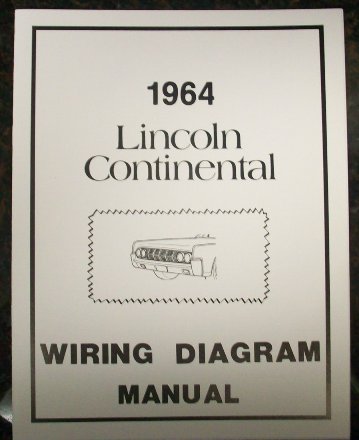 1964
Lincoln
Continental
WIRING DIAGRAM
MANUAL